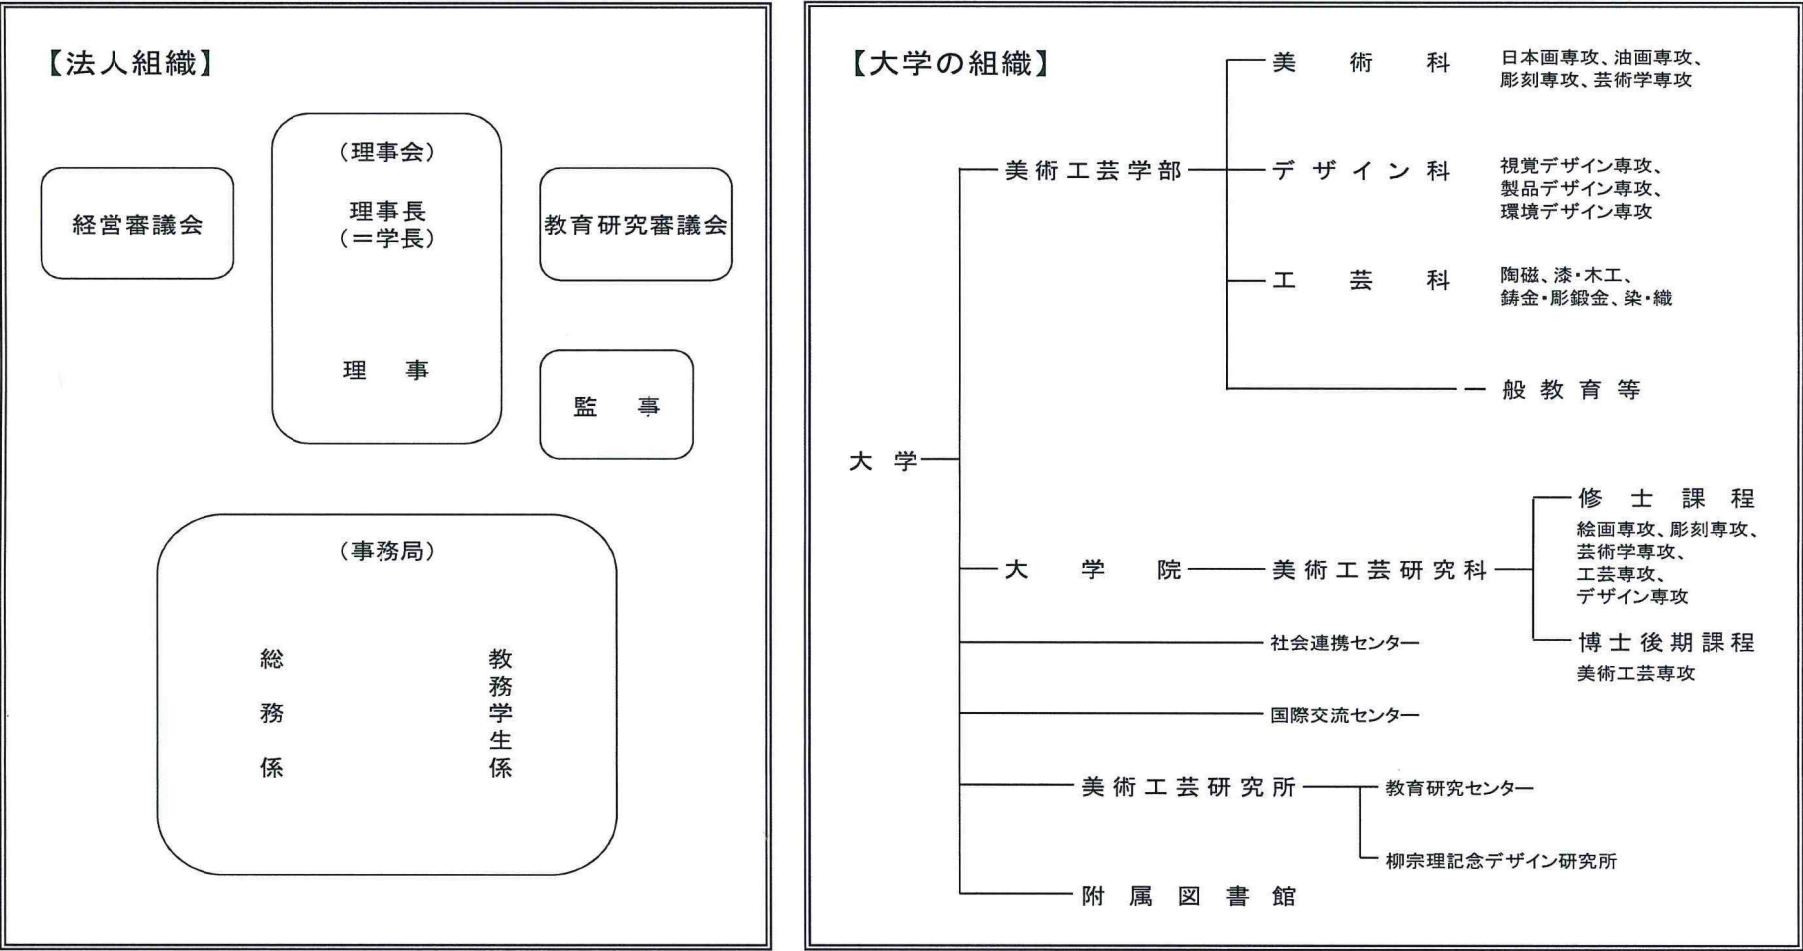 【法人組織】
（理事会）
経営審議会
理事長
（＝学長）
教育研究審議会
理 事
監 事
（事務局）
総務係
教務学生係
【大学の組織】
美術科
日本画専攻、油画専攻、
彫刻専攻、芸術学専攻
美術工芸学部
デザイン科
視覚デザイン専攻、
製品デザイン専攻、
環境デザイン専攻
工芸科
陶磁、漆・木工、
鋳金・彫鍛金、染・織
一般教育等
大学
大学院
美術工芸研究科
修士課程
絵画専攻、彫刻専攻、
芸術学専攻、
工芸専攻、
デザイン専攻
博士後期課程
美術工芸専攻
社会連携センター
国際交流センター
美術工芸研究所
教育研究センター
柳宗理記念デザイン研究所
附属図書館